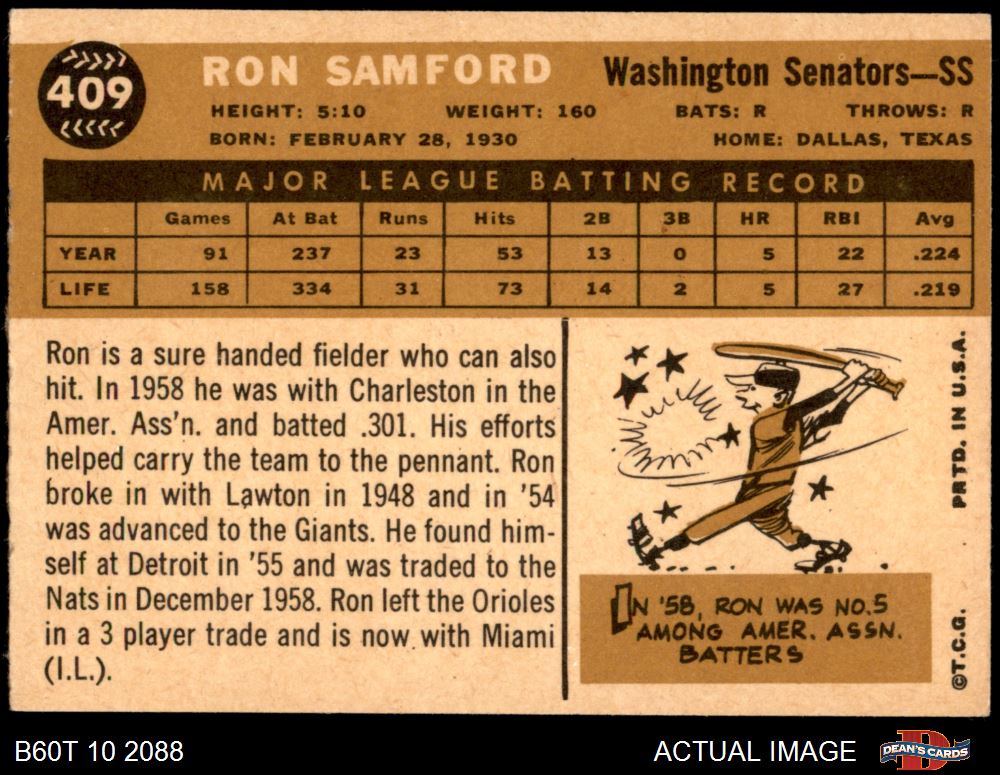 409
RON SAMFORD
Washington Senators—SS
HEIGHT: 5:10 WEIGHT: 160 BATS: R THROWS: R
BORN: FEBRUARY 28, 1930 HOME: DALLAS, TEXAS
MAJOR LEAGUE BATTING RECORD
Games At Bat Runs Hits 2B 3B HR RBI Avg
YEAR 91 237 23 53 13 0 5 22 .224
LIFE 158 334 31 73 14 2 5 27 .219
Ron is a sure handed fielder who can also
hit. In 1958 he was with Charleston in the
Amer. Ass'n. and batted .301. His efforts
helped carry the team to the pennant. Ron
broke in with Lawton in 1948 and in '54
was advanced to the Giants. He found him-
self at Detroit in '55 and was traded to the
Nats in December 1958. Ron left the Orioles
in a 3 player trade and is now with Miami
(I.L.).
IN '58, RON WAS NO.5
AMONG AMER. ASSN.
BATTERS
©T.C.G. PRTD. IN U.S.A.
B60T 10 2088
ACTUAL IMAGE
DEAN'S CARDS